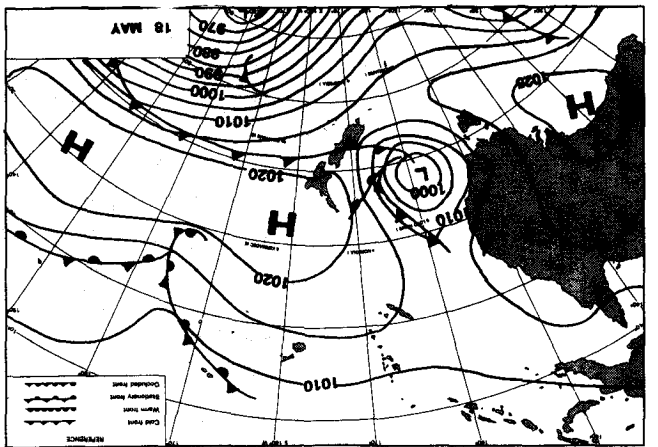 REFERENCE
Cold front
Warm front
Stationary front
Occluded front
1010
1020
H
1010
L
1020
H
1010
H
1025
1000
990
980
970
18 MAY